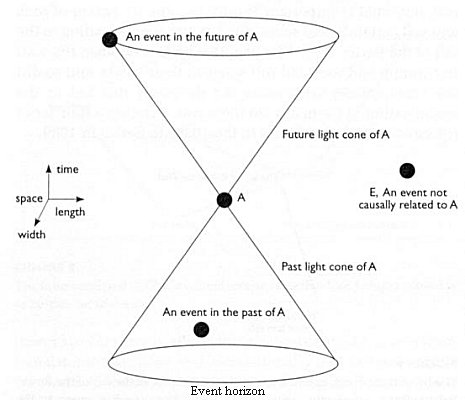 An event in the future of A
Future light cone of A
time
space
length
width
A
E, An event not
causally related to A
Past light cone of A
An event in the past of A
Event horizon